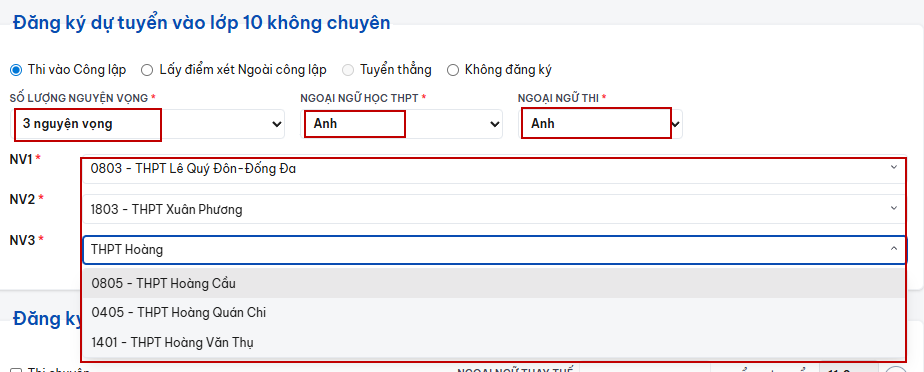 Đăng ký dự tuyển vào lớp 10 không chuyên
Thi vào Công lập Lấy điểm xét Ngoài công lập Tuyển thẳng Không đăng ký
SỐ LƯỢNG NGUYỆN VỌNG * NGOẠI NGỮ HỌC THPT * NGOẠI NGỮ THI *
3 nguyện vọng Anh Anh
NV1 * 0803 - THPT Lê Quý Đôn-Đống Đa
NV2 * 1803 - THPT Xuân Phương
NV3 * THPT Hoàng
0805 - THPT Hoàng Cầu
0405 - THPT Hoàng Quán Chi
Đăng ký
1401 - THPT Hoàng Văn Thụ
Thi chuyên NGOẠI NGỮ THAY THẾ